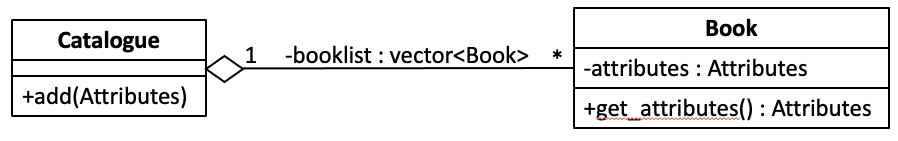 Catalogue
+add(Attributes)
1 -booklist : vector<Book> *
Book
-attributes : Attributes
+get_attributes() : Attributes